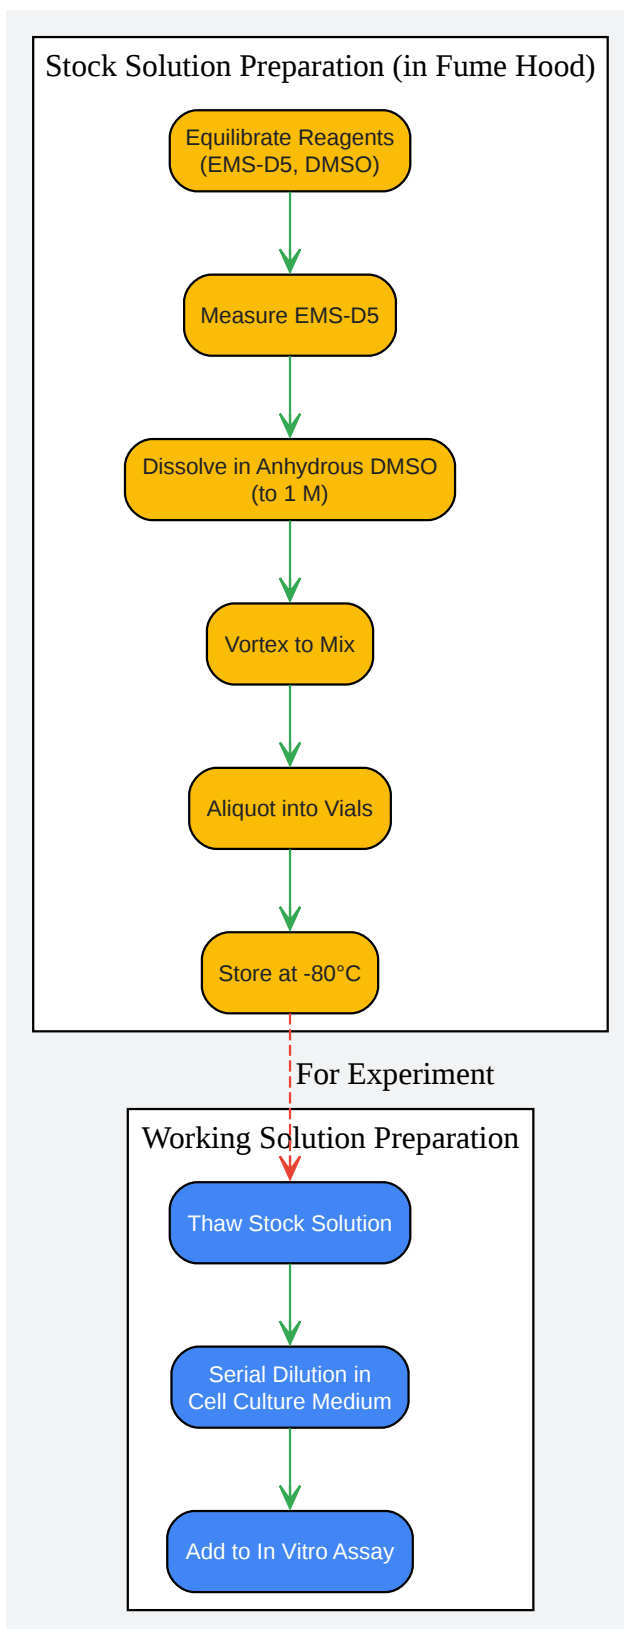 Stock Solution Preparation (in Fume Hood)
Equilibrate Reagents
(EMS-D5, DMSO)
Measure EMS-D5
Dissolve in Anhydrous DMSO
(to 1 M)
Vortex to Mix
Aliquot into Vials
Store at -80°C
For Experiment
Working Solution Preparation
Thaw Stock Solution
Serial Dilution in
Cell Culture Medium
Add to In Vitro Assay